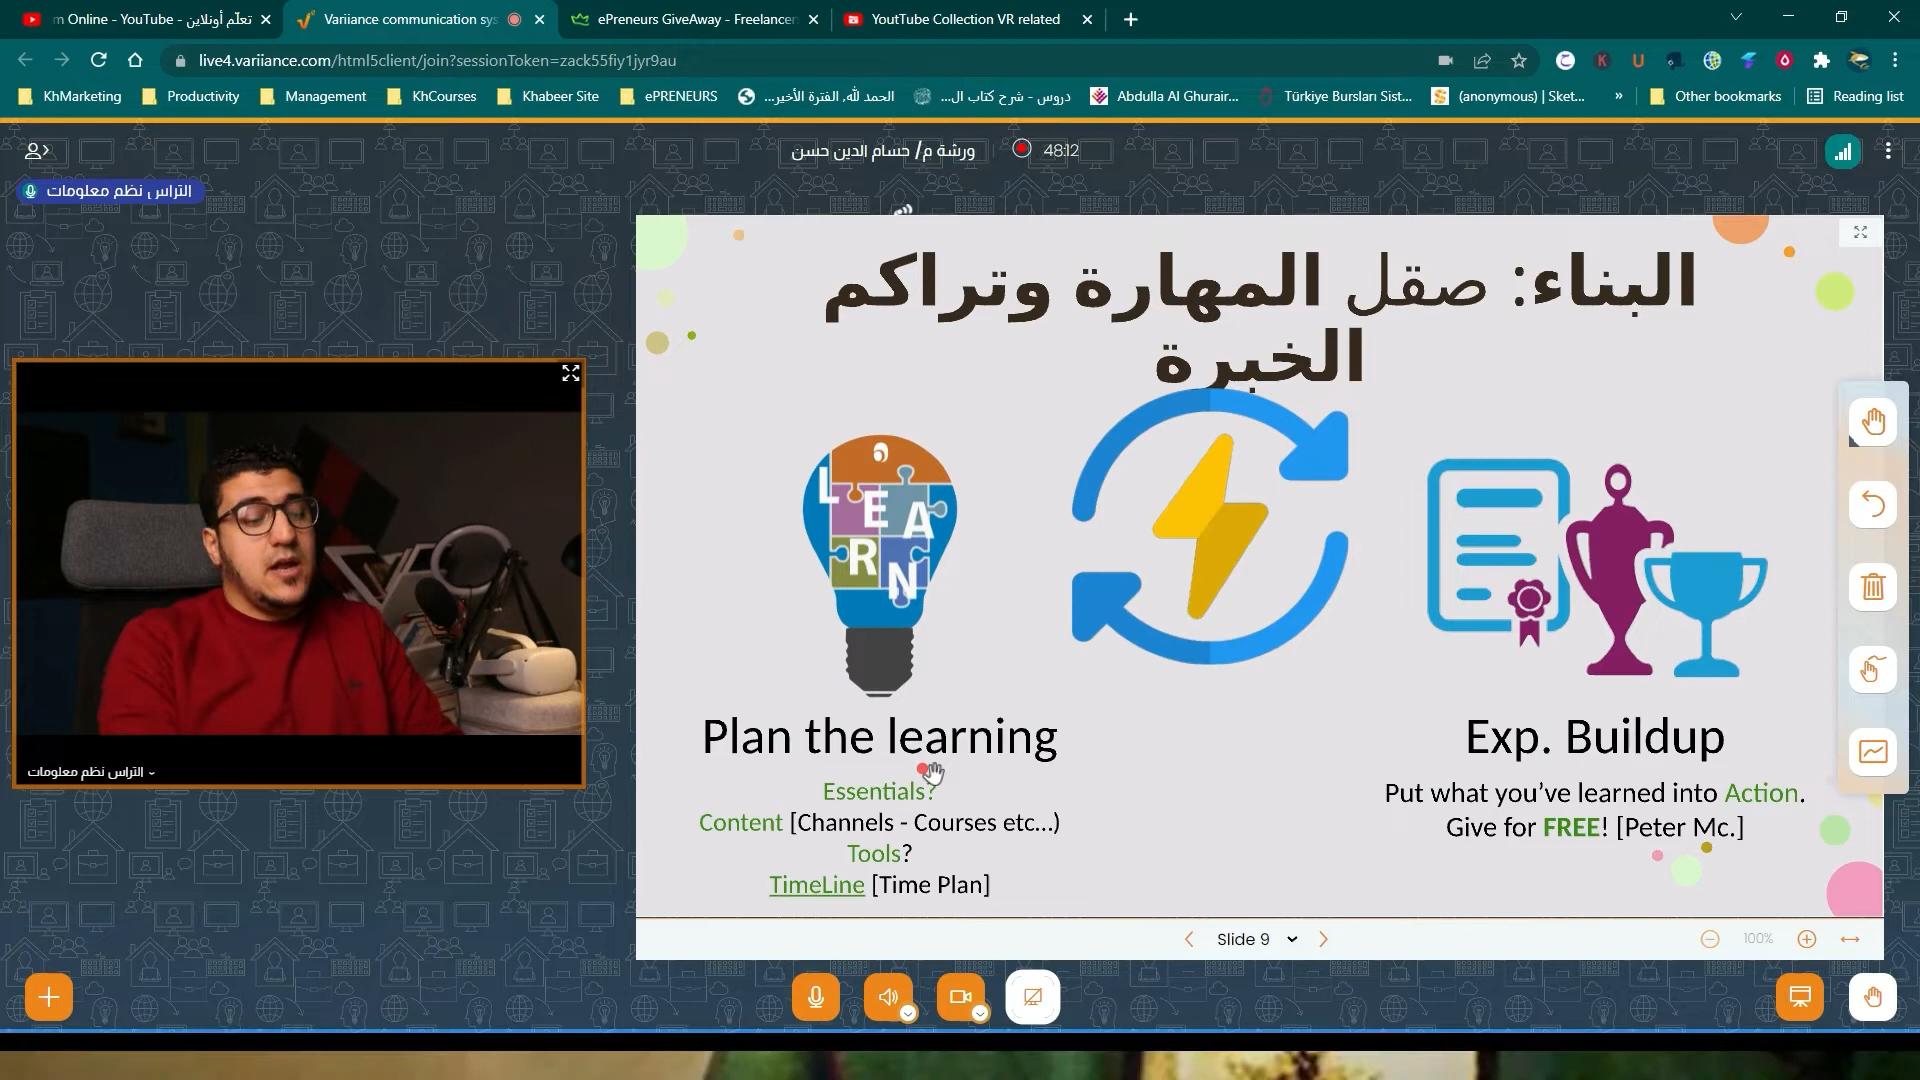 m Online - YouTube - تعلّم أونلاين
Variiance communication sys
ePreneurs GiveAway - Freelancer
YoutTube Collection VR related
live4.variiance.com/html5client/join?sessionToken=zack55fiy1jyr9au
KhMarketing
Productivity
Management
KhCourses
Khabeer Site
ePRENEURS
الحمد لله, الفترة الأخير...
دروس - شرح كتاب ال...
Abdulla Al Ghurair...
Türkiye Bursları Sist...
(anonymous) | Sket...
»
Other bookmarks
Reading list
ورشة م/ حسام الدين حسن
48:12
التراس نظم معلومات
البناء: صقل المهارة وتراكم
الخبرة
L
E
A
R
N
Plan the learning
Essentials?
Content [Channels - Courses etc...)
Tools?
TimeLine [Time Plan]
Exp. Buildup
Put what you've learned into Action.
Give for FREE! [Peter Mc.]
التراس نظم معلومات
Slide 9
100%